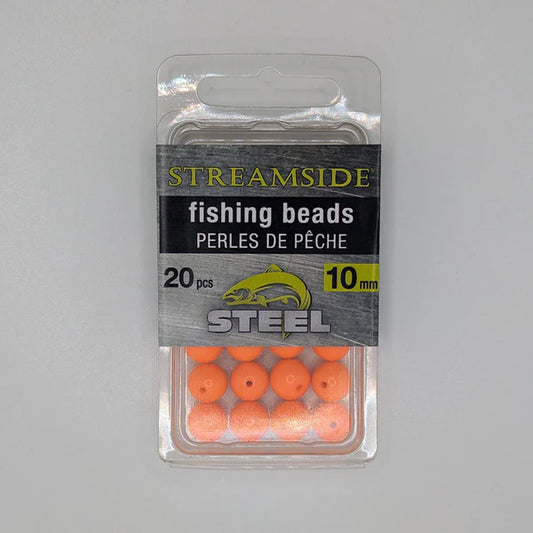 STREAMSIDE
fishing beads
PERLES DE PÊCHE
20 pcs
10 mm
STEEL